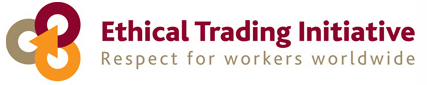 Ethical Trading Initiative
Respect for workers worldwide